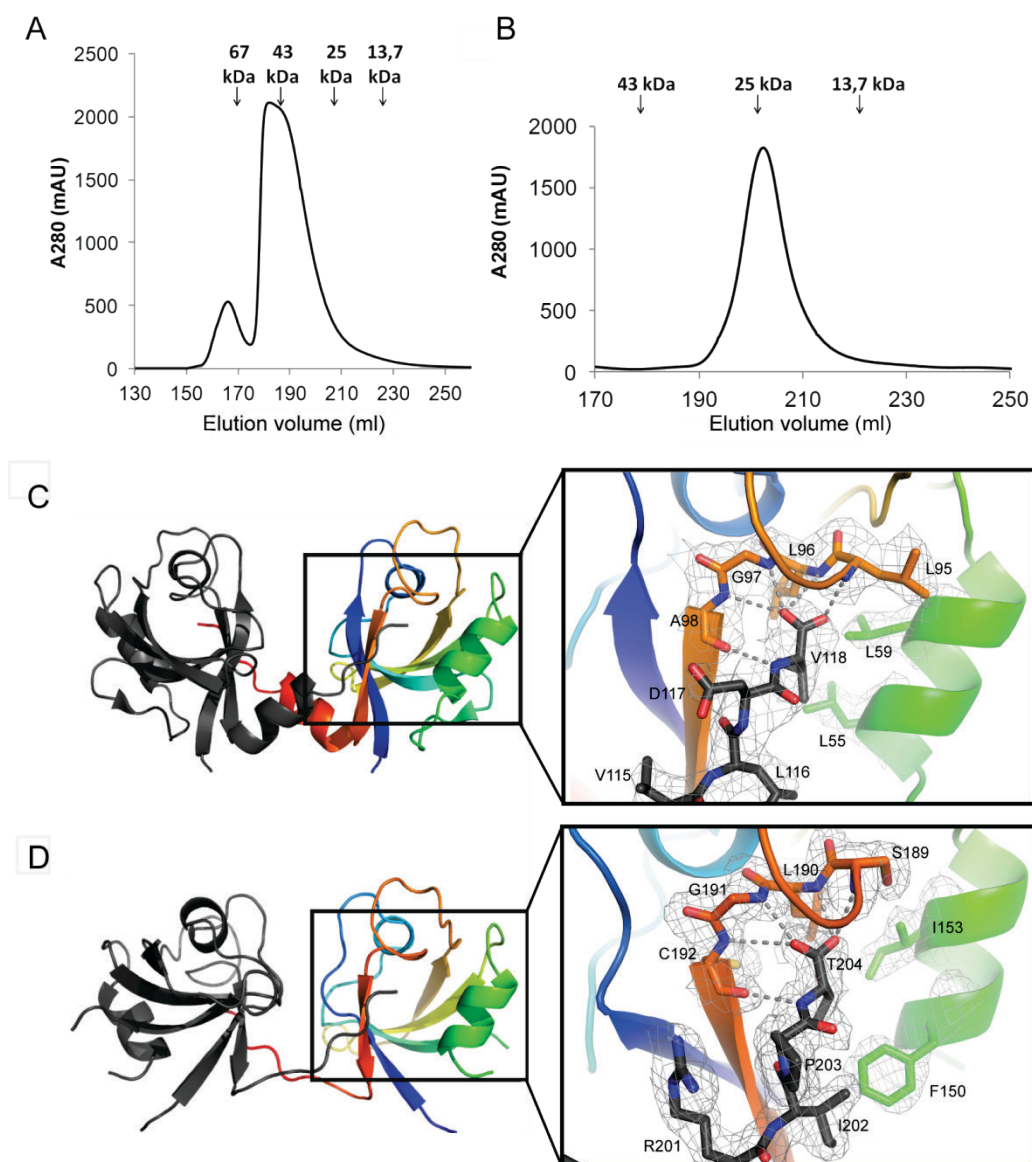 A
67 43 25 13,7
kDa kDa kDa kDa
2500
2000
1500
1000
500
0
A280 (mAU)
130 150 170 190 210 230 250
Elution volume (ml)
B
43 kDa 25 kDa 13,7 kDa
2000
1500
1000
500
0
A280 (mAU)
170 190 210 230 250
Elution volume (ml)
C
L96
G97
L95
A98
L59
V118
D117
L55
V115
L116
D
S189
L190
G191
I153
C192
T204
P203
F150
I202
R201